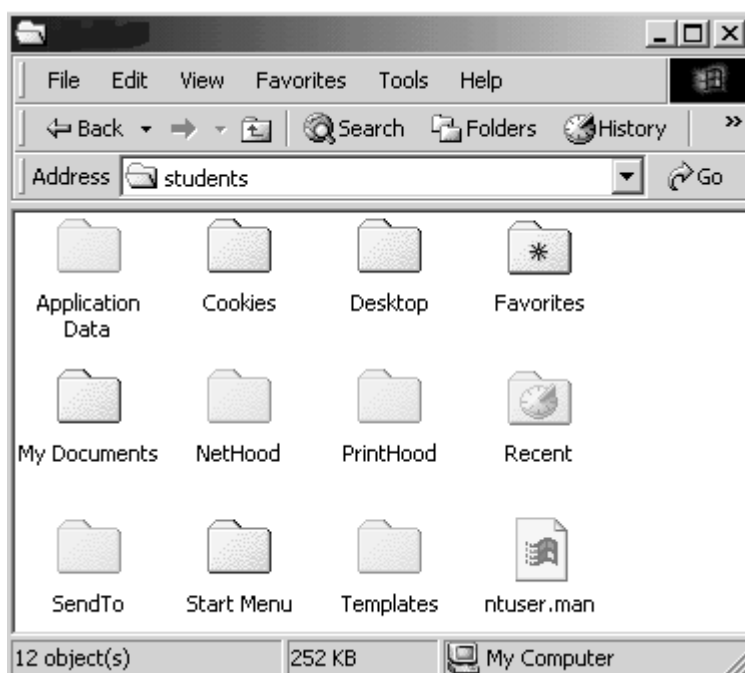 File Edit View Favorites Tools Help
Back Search Folders History »
Address students Go
Application Data Cookies Desktop Favorites
My Documents NetHood PrintHood Recent
SendTo Start Menu Templates ntuser.man
12 object(s) 252 KB My Computer